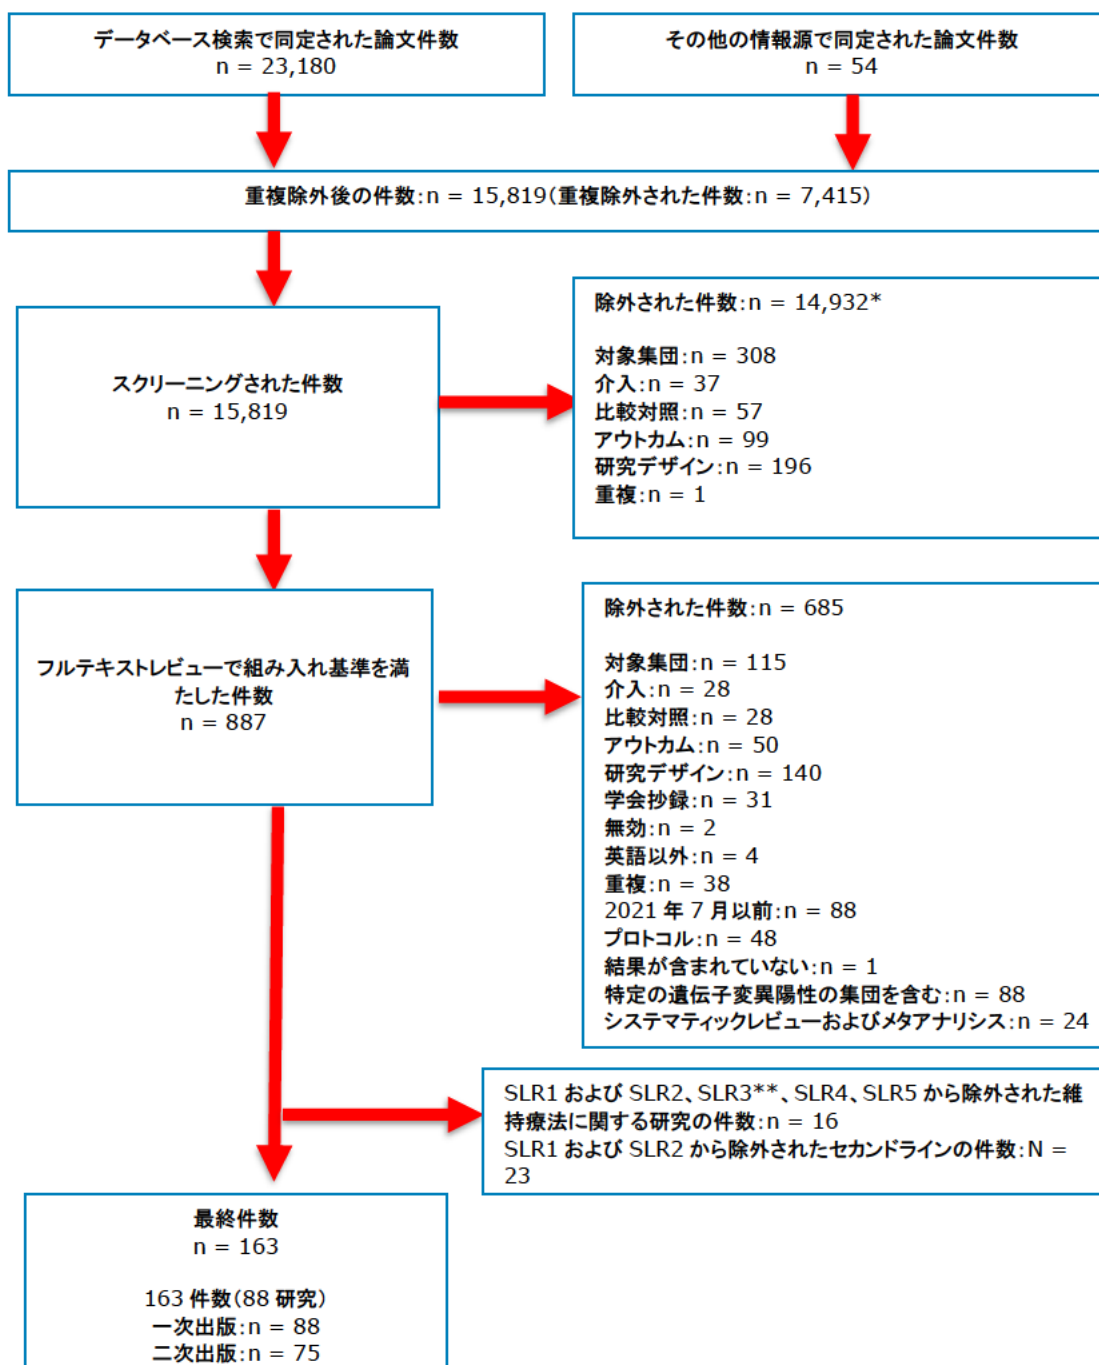 データベース検索で同定された論文件数
n = 23,180
その他の情報源で同定された論文件数
n = 54
重複除外後の件数:n = 15,819(重複除外された件数:n = 7,415)
スクリーニングされた件数
n = 15,819
除外された件数:n = 14,932*
対象集団:n = 308
介入:n = 37
比較対照:n = 57
アウトカム:n = 99
研究デザイン:n = 196
重複:n = 1
フルテキストレビューで組み入れ基準を満
たした件数
n = 887
除外された件数:n = 685
対象集団:n = 115
介入:n = 28
比較対照:n = 28
アウトカム:n = 50
研究デザイン:n = 140
学会抄録:n = 31
無効:n = 2
英語以外:n = 4
重複:n = 38
2021 年 7 月以前:n = 88
プロトコル:n = 48
結果が含まれていない:n = 1
特定の遺伝子変異陽性の集団を含む:n = 88
システマティックレビューおよびメタアナリシス:n = 24
SLR1 および SLR2、SLR3**、SLR4、SLR5 から除外された維
持療法に関する研究の件数:n = 16
SLR1 および SLR2 から除外されたセカンドラインの件数:N =
23
最終件数
n = 163
163 件数(88 研究)
一次出版:n = 88
二次出版:n = 75